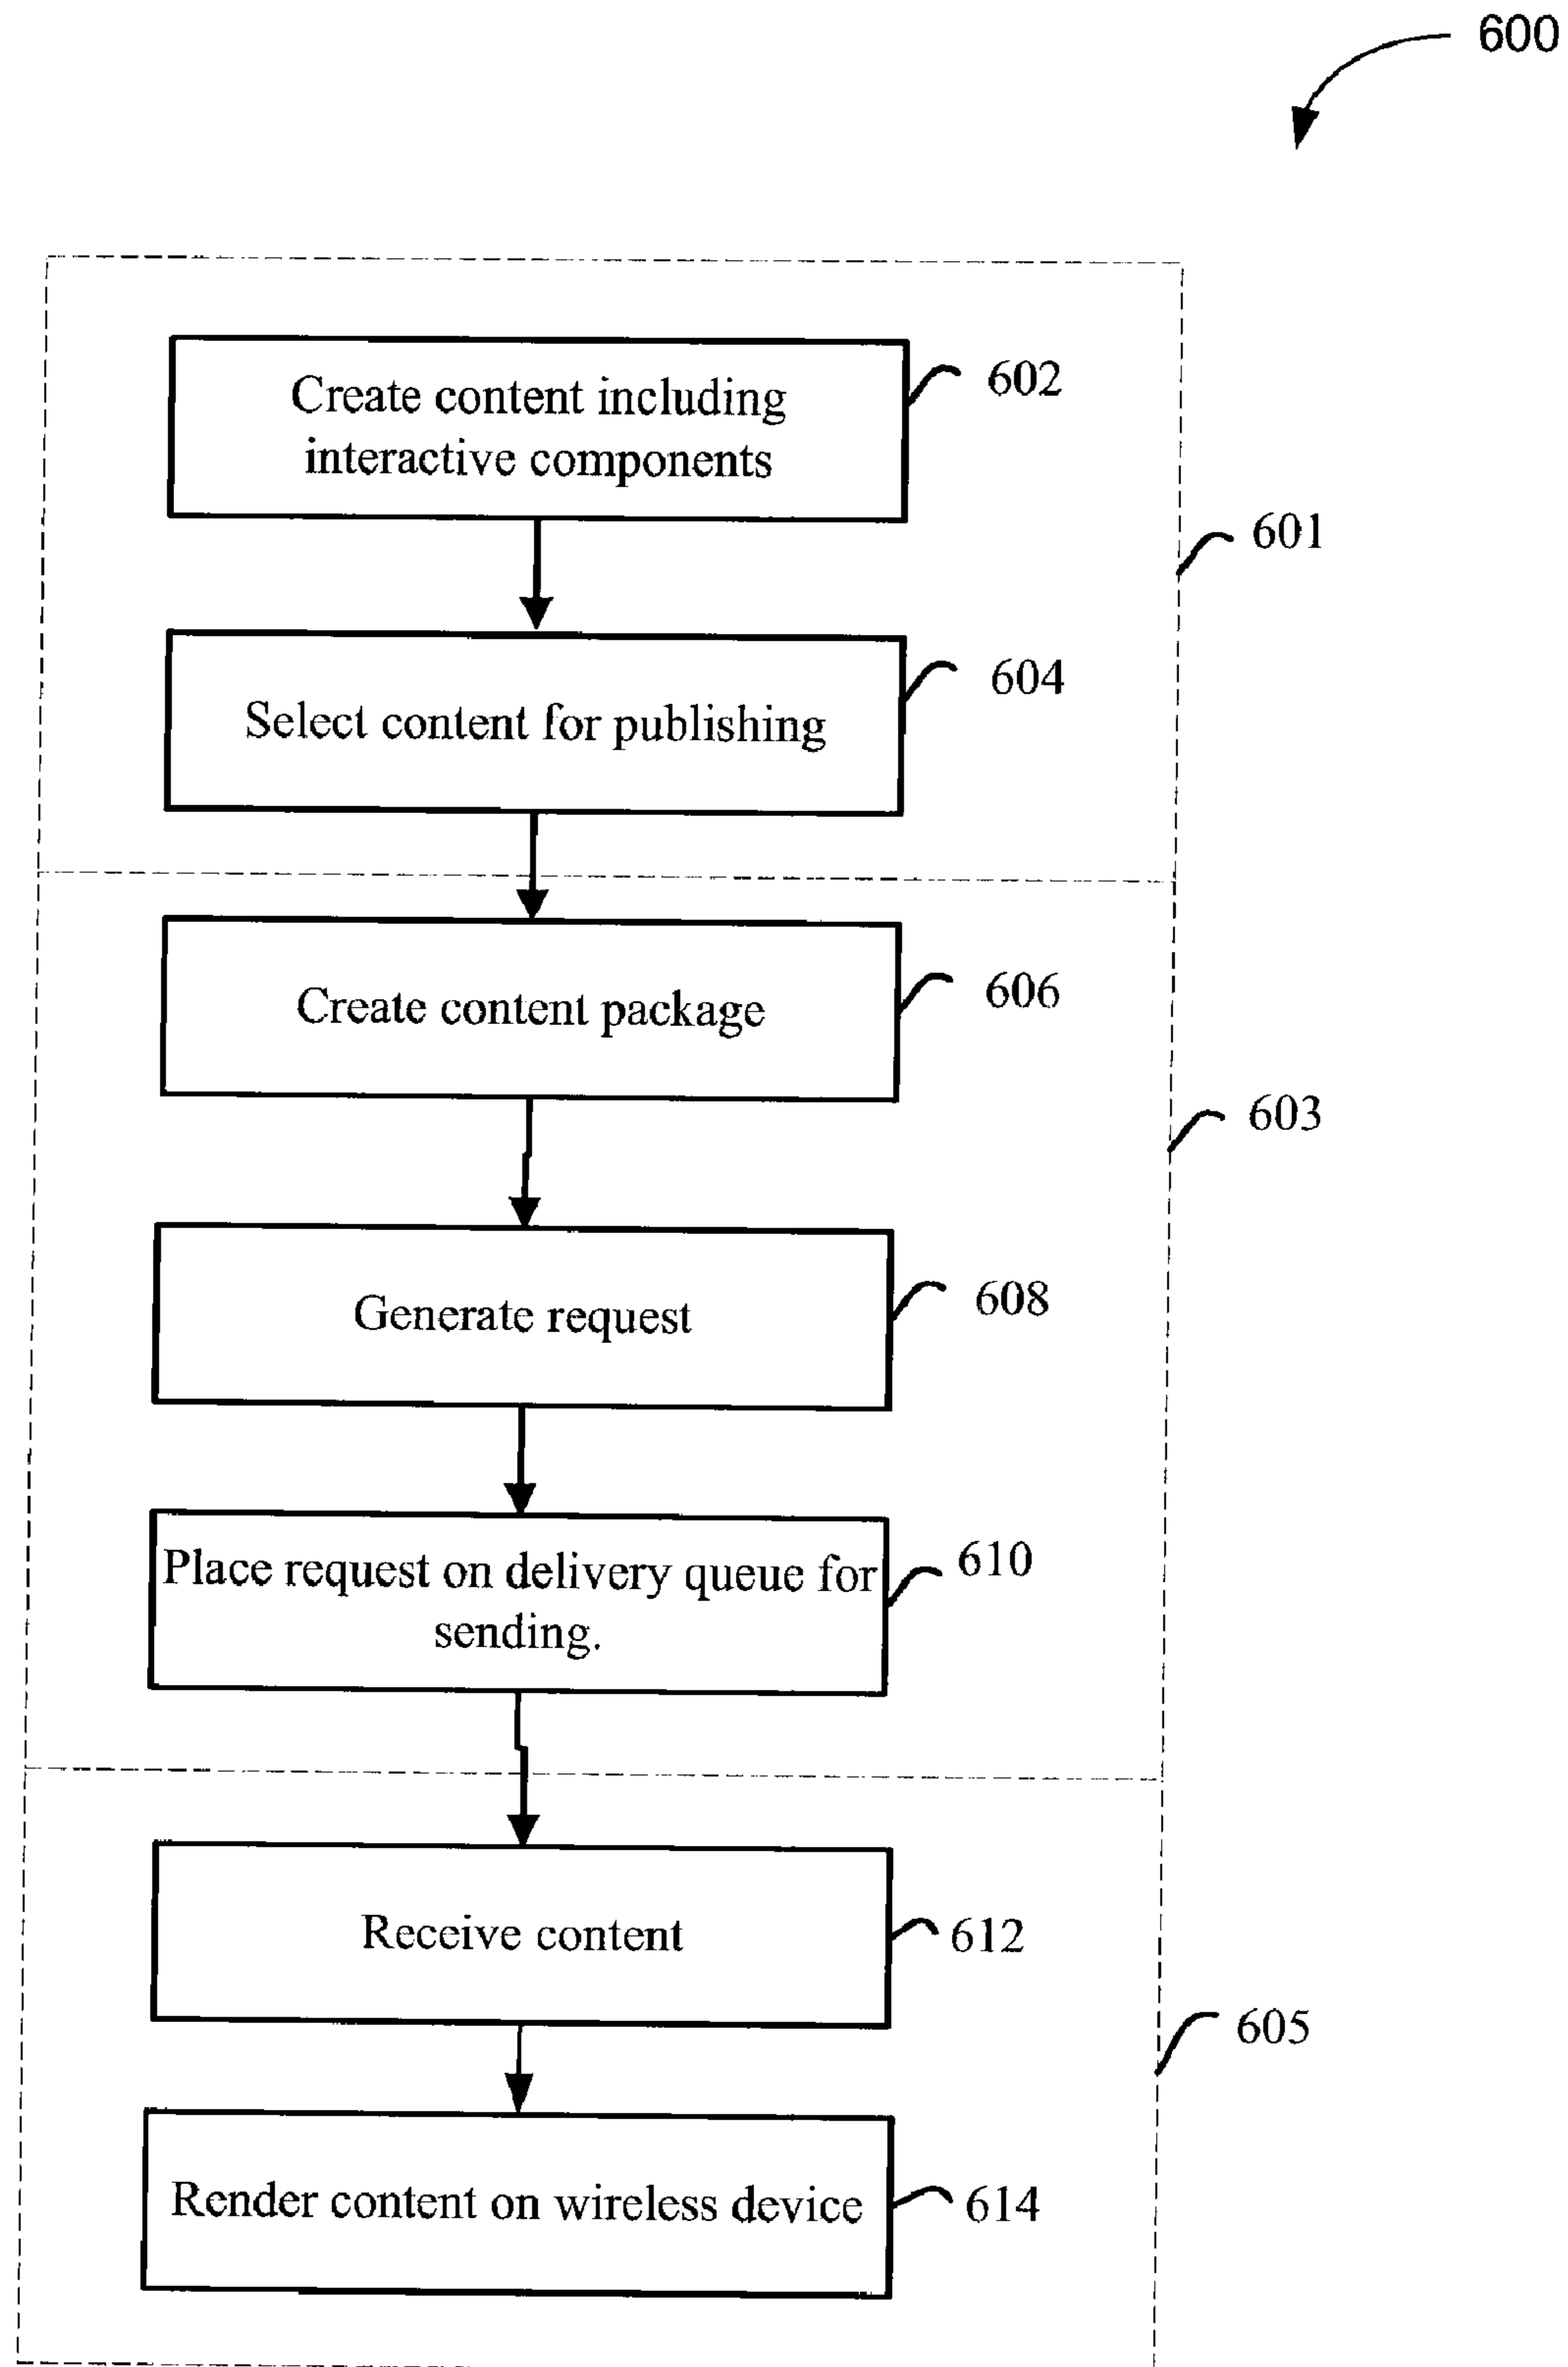 600
Create content including
interactive components
602
601
Select content for publishing
604
Create content package
606
603
Generate request
608
Place request on delivery queue for
sending.
610
Receive content
612
605
Render content on wireless device
614